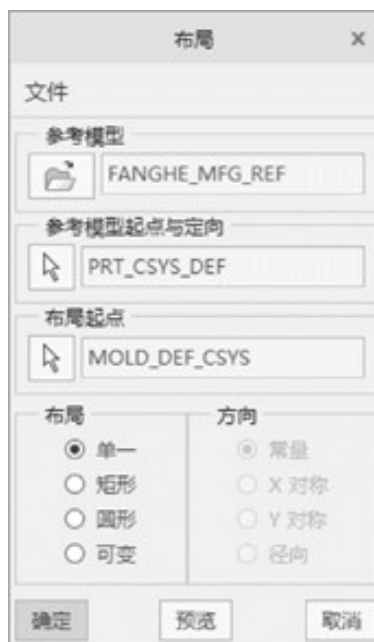 布局 ×
文件
参考模型
FANGHE_MFG_REF
参考模型起点与定向
PRT_CSYS_DEF
布局起点
MOLD_DEF_CSYS
布局 方向
单一 常量
矩形 X 对称
圆形 Y 对称
可变 径向
确定 预览 取消